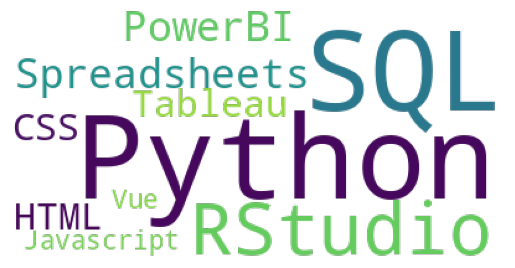 PowerBI
SQL
Spreadsheets
Tableau
CSS
Python
Vue
HTML
RStudio
Javascript